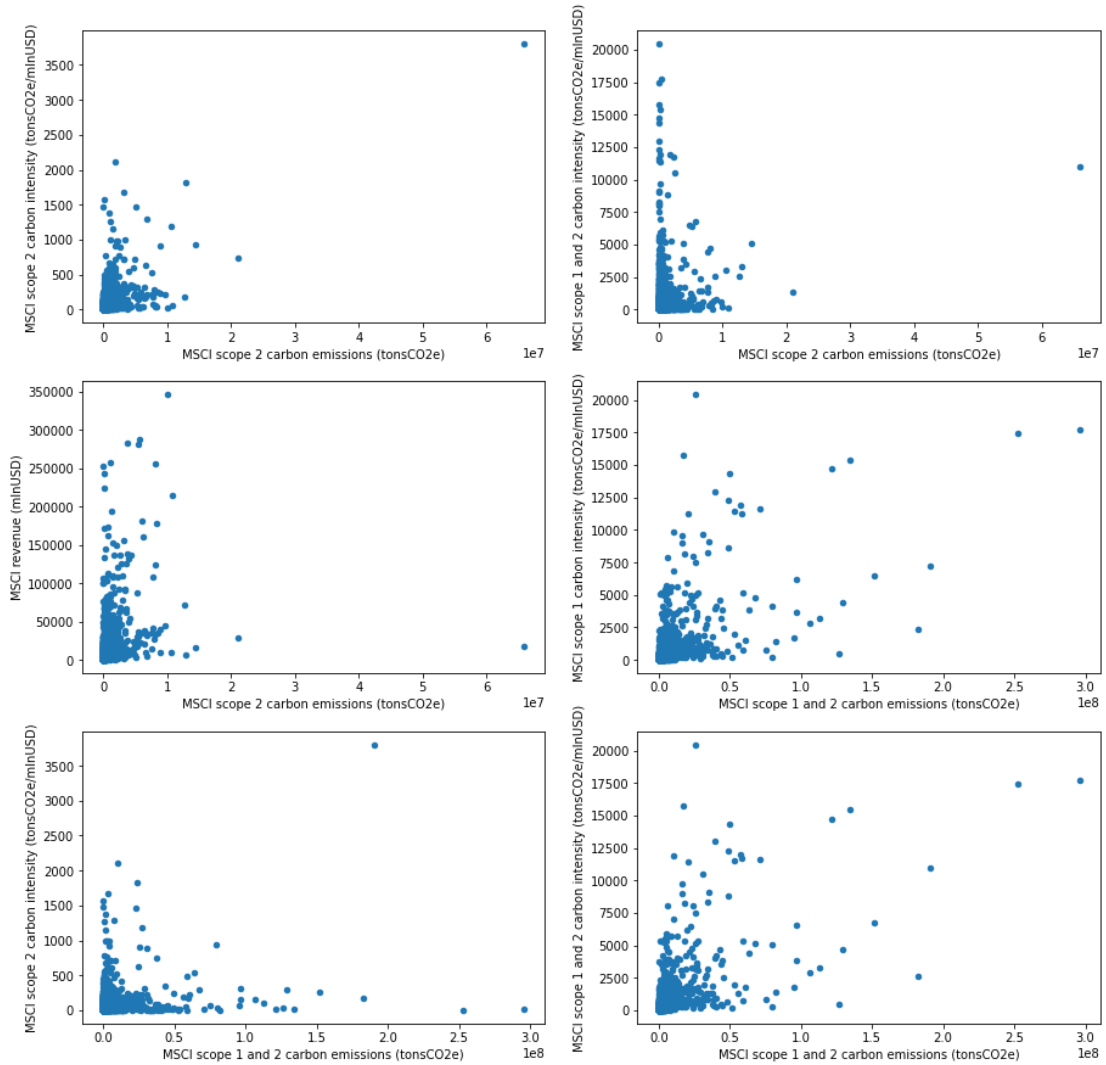 MSCI scope 2 carbon intensity (tonsCO2e/mlnUSD)
3500
3000
2500
2000
1500
1000
500
0
0 1 2 3 4 5 6
1e7
MSCI scope 2 carbon emissions (tonsCO2e)
MSCI scope 1 and 2 carbon intensity (tonsCO2e/mlnUSD)
20000
17500
15000
12500
10000
7500
5000
2500
0
0 1 2 3 4 5 6
1e7
MSCI scope 2 carbon emissions (tonsCO2e)
MSCI revenue (mlnUSD)
350000
300000
250000
200000
150000
100000
50000
0
0 1 2 3 4 5 6
1e7
MSCI scope 2 carbon emissions (tonsCO2e)
MSCI scope 1 carbon intensity (tonsCO2e/mlnUSD)
20000
17500
15000
12500
10000
7500
5000
2500
0
0.0 0.5 1.0 1.5 2.0 2.5 3.0
1e8
MSCI scope 1 and 2 carbon emissions (tonsCO2e)
MSCI scope 2 carbon intensity (tonsCO2e/mlnUSD)
3500
3000
2500
2000
1500
1000
500
0
0.0 0.5 1.0 1.5 2.0 2.5 3.0
1e8
MSCI scope 1 and 2 carbon emissions (tonsCO2e)
MSCI scope 1 and 2 carbon intensity (tonsCO2e/mlnUSD)
20000
17500
15000
12500
10000
7500
5000
2500
0
0.0 0.5 1.0 1.5 2.0 2.5 3.0
1e8
MSCI scope 1 and 2 carbon emissions (tonsCO2e)